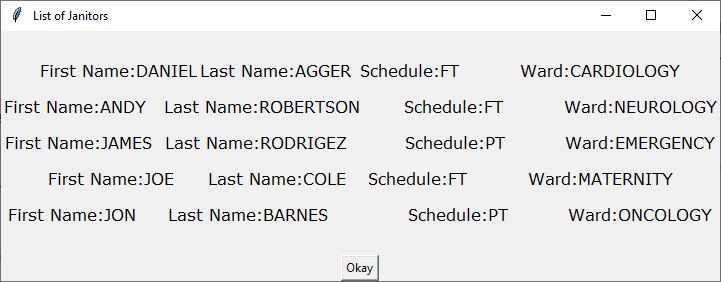 List of Janitors
First Name:DANIEL Last Name:AGGER Schedule:FT Ward:CARDIOLOGY
First Name:ANDY Last Name:ROBERTSON Schedule:FT Ward:NEUROLOGY
First Name:JAMES Last Name:RODRIGEZ Schedule:PT Ward:EMERGENCY
First Name:JOE Last Name:COLE Schedule:FT Ward:MATERNITY
First Name:JON Last Name:BARNES Schedule:PT Ward:ONCOLOGY
Okay